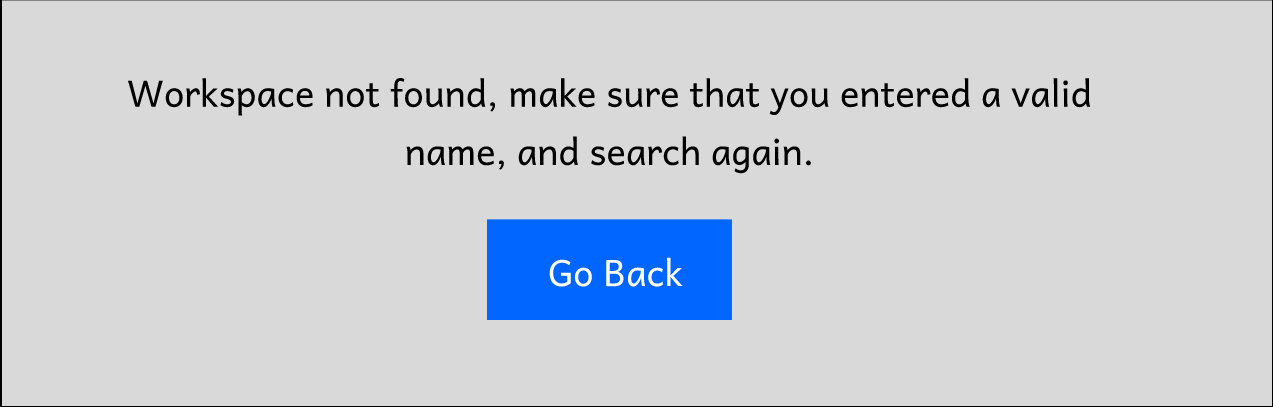 Workspace not found, make sure that you entered a valid
name, and search again.
Go Back